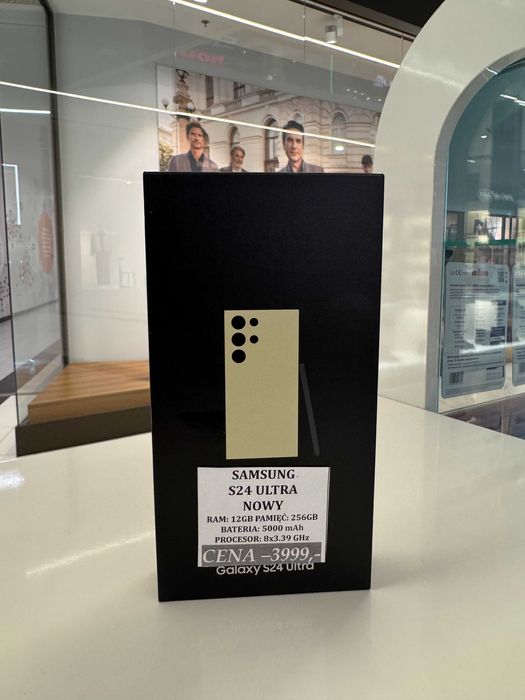 SAMSUNG
S24 ULTRA
NOWY
RAM: 12GB PAMIĘĆ: 256GB
BATERIA: 5000 mAh
PROCESOR: 8x3.39 GHz
CENA –3999,-
Galaxy S24 Ultra